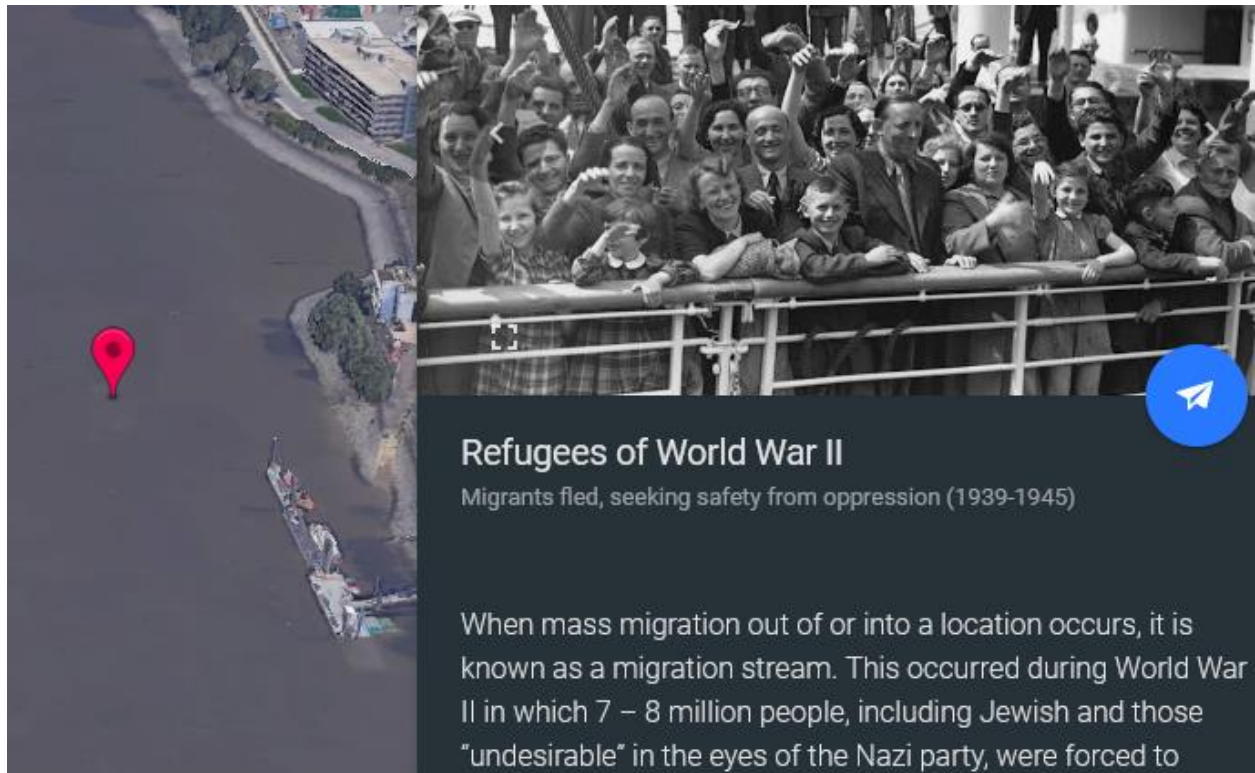 Refugees of World War II
Migrants fled, seeking safety from oppression (1939-1945)
When mass migration out of or into a location occurs, it is
known as a migration stream. This occurred during World War
II in which 7 – 8 million people, including Jewish and those
“undesirable” in the eyes of the Nazi party, were forced to